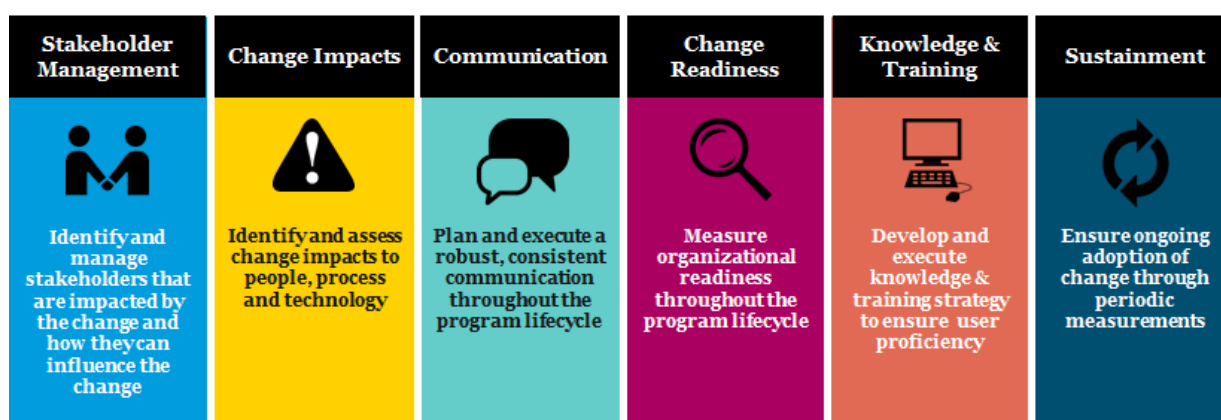 Stakeholder
Management
Identify and
manage
stakeholders that
are impacted by
the change and
how they can
influence the
change
Change Impacts
Identify and assess
change impacts to
people, process
and technology
Communication
Plan and execute a
robust, consistent
communication
throughout the
program lifecycle
Change
Readiness
Measure
organizational
readiness
throughout the
program lifecycle
Knowledge &
Training
Develop and
execute
knowledge &
training strategy
to ensure user
proficiency
Sustainment
Ensure ongoing
adoption of
change through
periodic
measurements